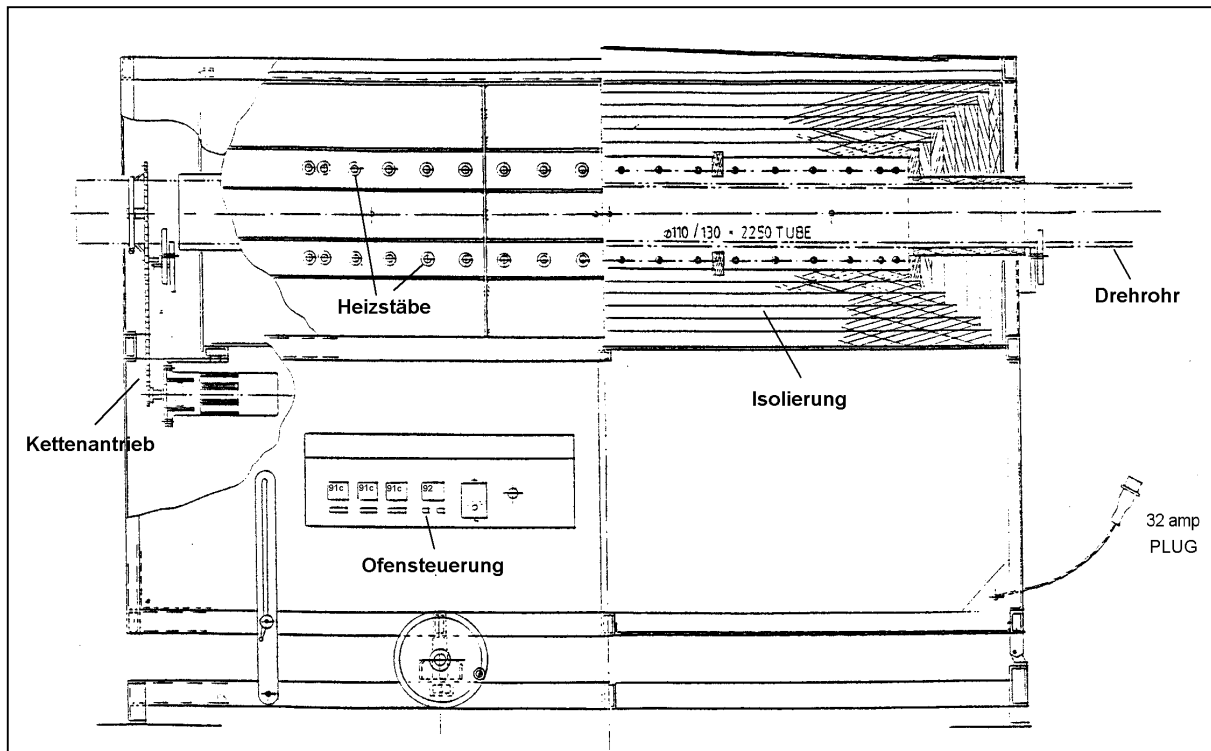 ø110 / 130 - 2250 TUBE
Heizstäbe
Drehrohr
Isolierung
Kettenantrieb
91c 91c 91c 92
Ofensteuerung
32 amp
PLUG